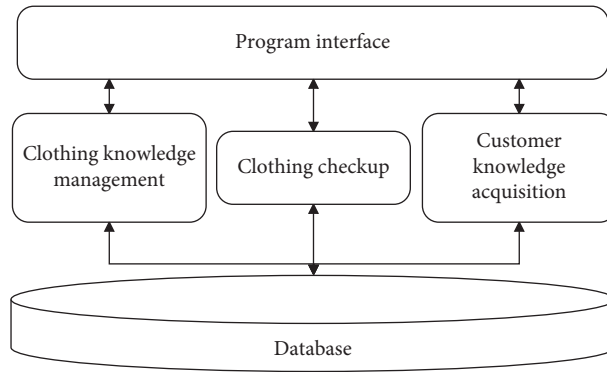 Program interface
Clothing knowledge
management
Clothing checkup
Customer
knowledge
acquisition
Database